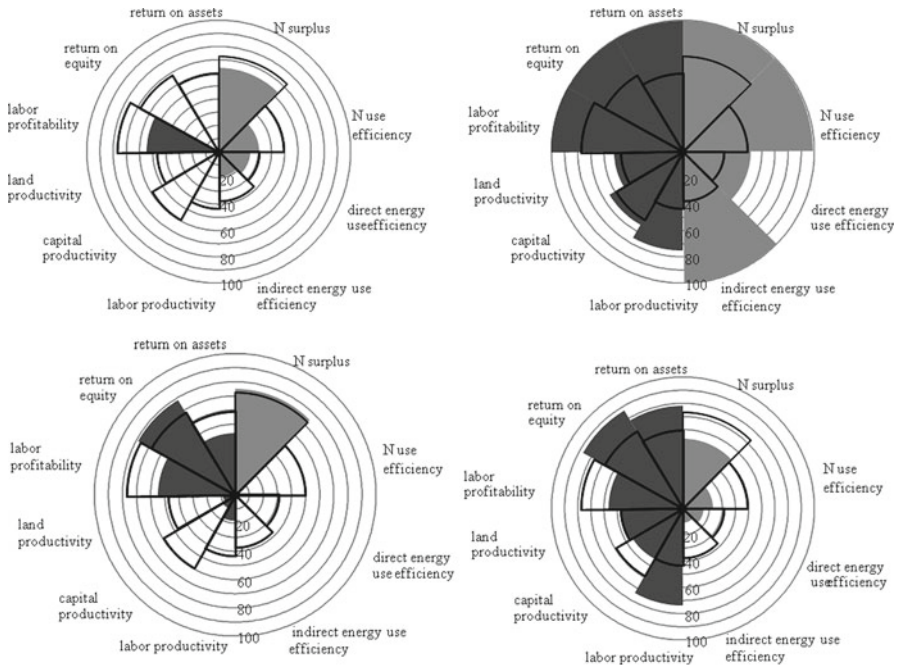 return on assets
N surplus
return on
equity
N use
efficiency
labor
profitability
land
productivity
direct energy
useefficiency
capital
productivity
labor productivity
indirect energy use
efficiency
20
40
60
80
100
return on assets
N surplus
return on
equity
N use
efficiency
labor
profitability
land
productivity
direct energy
use efficiency
capital
productivity
labor productivity
indirect energy use
efficiency
20
40
60
80
100
return on assets
N surplus
return on
equity
N use
efficiency
labor
profitability
land
productivity
direct energy
use efficiency
capital
productivity
labor productivity
indirect energy use
efficiency
20
40
60
80
100
return on assets
N surplus
return on
equity
N use
efficiency
labor
profitability
land
productivity
direct energy
use efficiency
capital
productivity
labor productivity
indirect energy use
efficiency
20
40
60
80
100